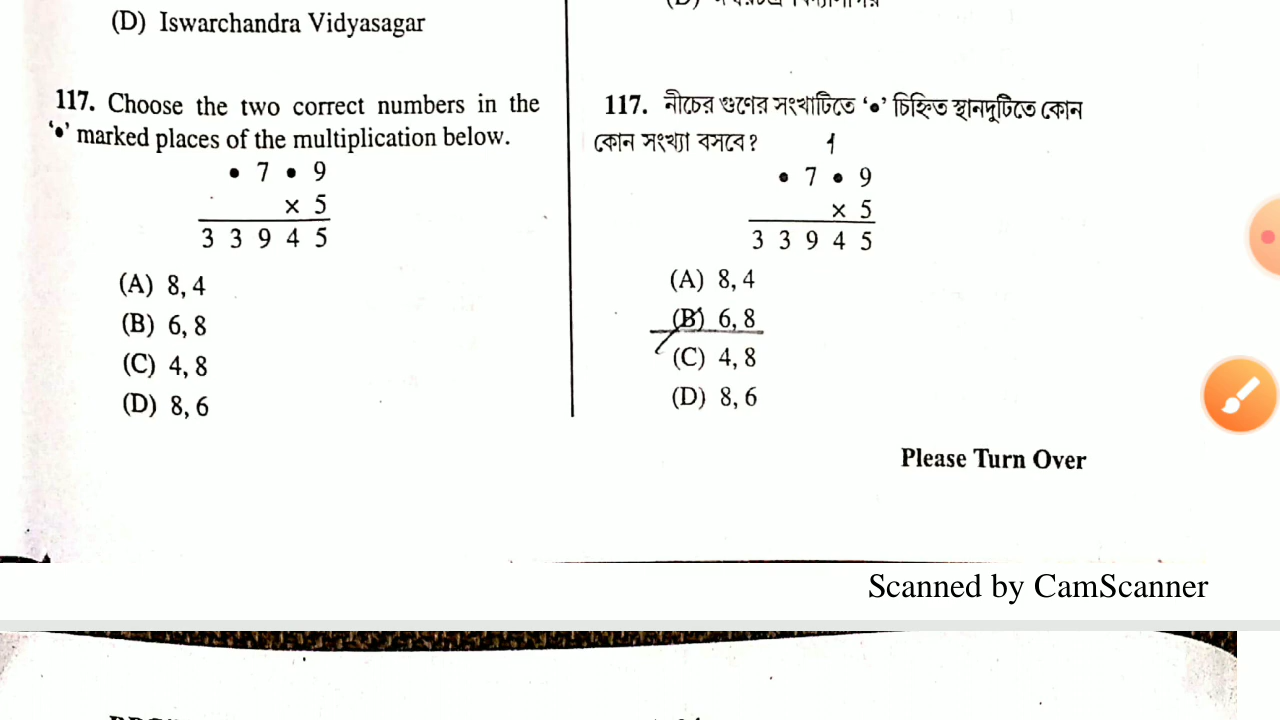 (D) Iswarchandra Vidyasagar
117. Choose the two correct numbers in the
‘•’ marked places of the multiplication below.
• 7 • 9
× 5
3 3 9 4 5
(A) 8, 4
(B) 6, 8
(C) 4, 8
(D) 8, 6
117. নীচের গুণের সংখাটিতে ‘•’ চিহ্নিত স্থানদুটিতে কোন
কোন সংখ্যা বসবে?
1
• 7 • 9
× 5
3 3 9 4 5
(A) 8, 4
(B) 6, 8
(C) 4, 8
(D) 8, 6
Please Turn Over
Scanned by CamScanner